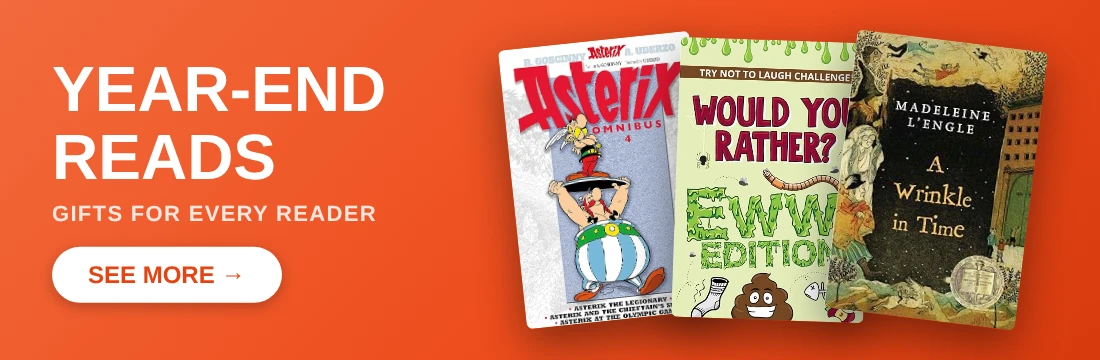 YEAR-END
READS
GIFTS FOR EVERY READER
SEE MORE →
R. GOSCINNY Asterix A. UDERZO
Asterix
OMNIBUS
4
• ASTERIX THE LEGIONARY •
• ASTERIX AND THE CHIEFTAIN'S
ASTERIX AT THE OLYMPIC
TRY NOT TO LAUGH CHALLENGE
WOULD YOU
RATHER?
EWW
EDITION
MADELEINE
L'ENGLE
A
Wrinkle
in Time